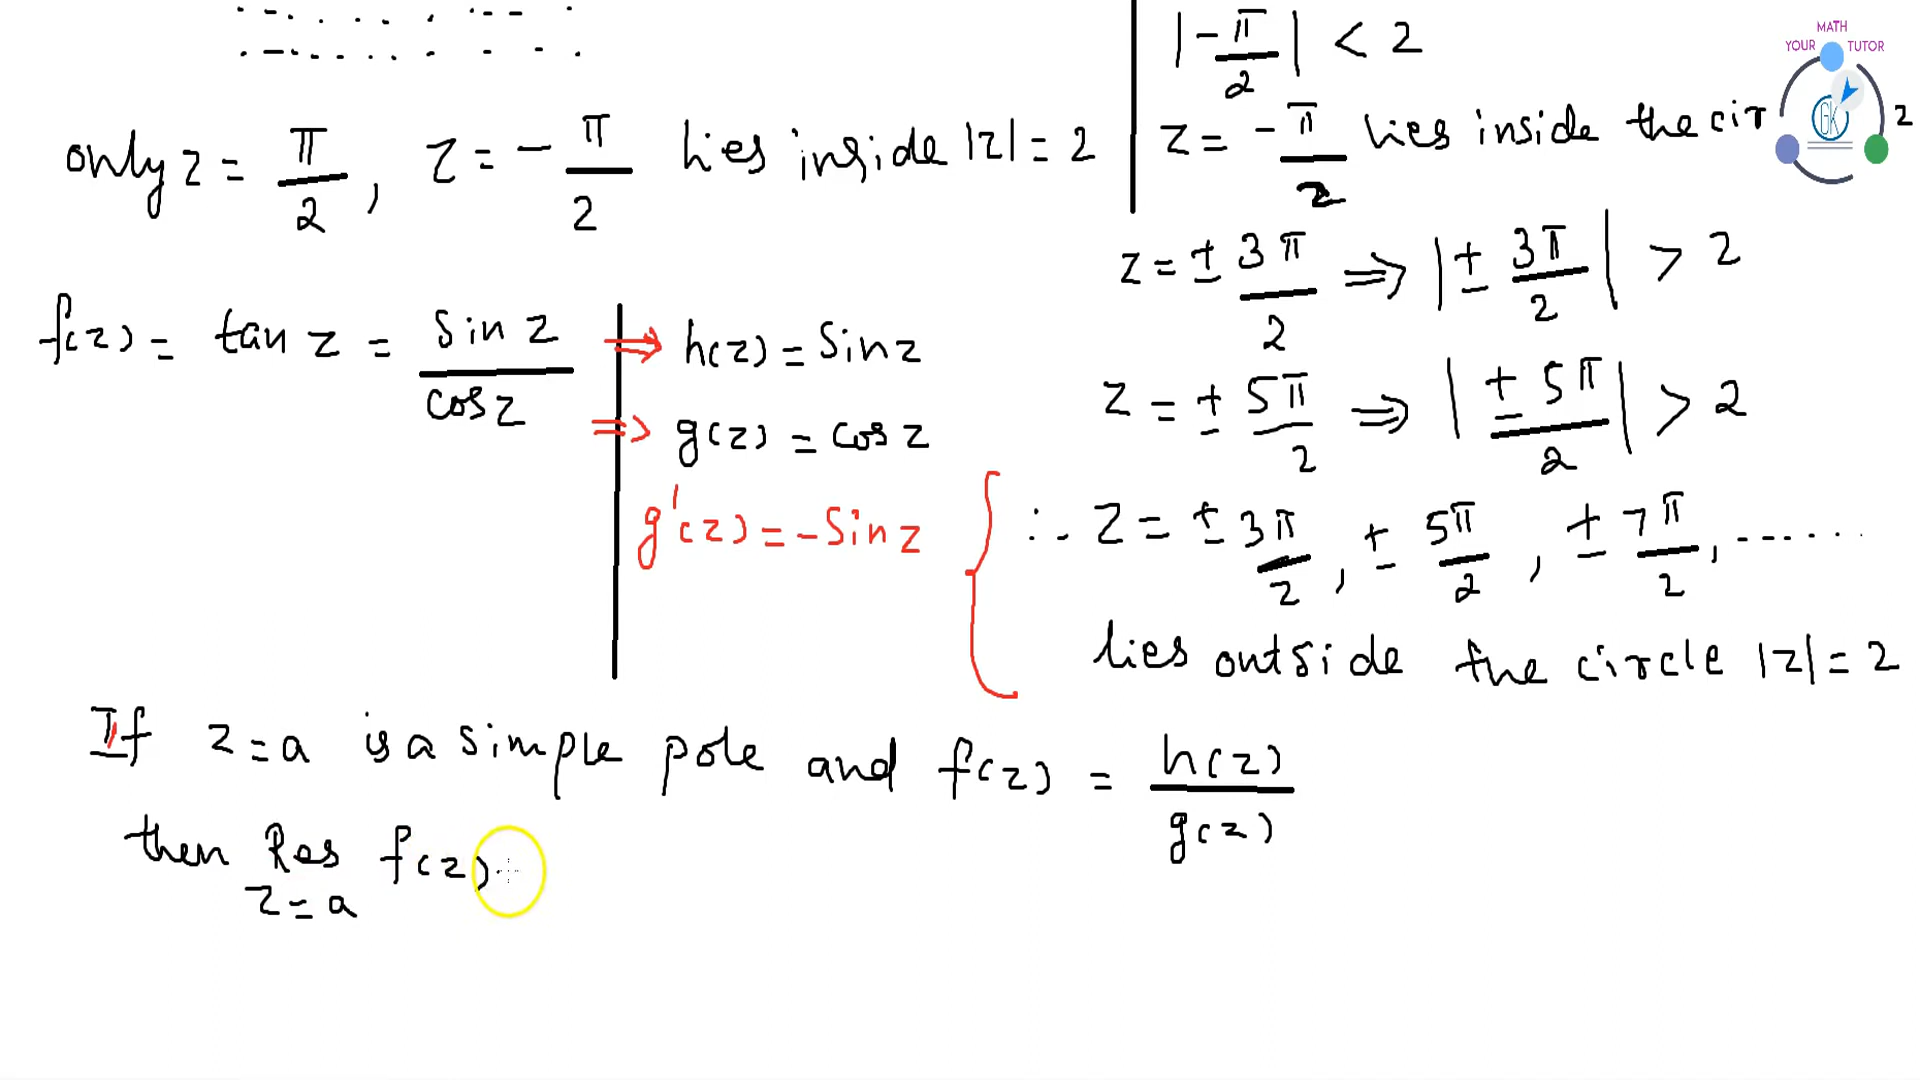 only z = π/2, z = -π/2 lies inside |z| = 2
f(z) = tan z = sin z / cos z
⇒ h(z) = sin z
⇒ g(z) = cos z
g'(z) = - sin z
|-π/2| < 2
z = -π/2 lies inside the cir 2
z = ± 3π/2 ⇒ |± 3π/2| > 2
z = ± 5π/2 ⇒ |± 5π/2| > 2
∴ z = ± 3π/2, ± 5π/2, ± 7π/2, ......
lies outside the circle |z| = 2
If z = a is a simple pole and f(z) = h(z)/g(z)
then Res f(z)
z = a
MATH
YOUR TUTOR
GK